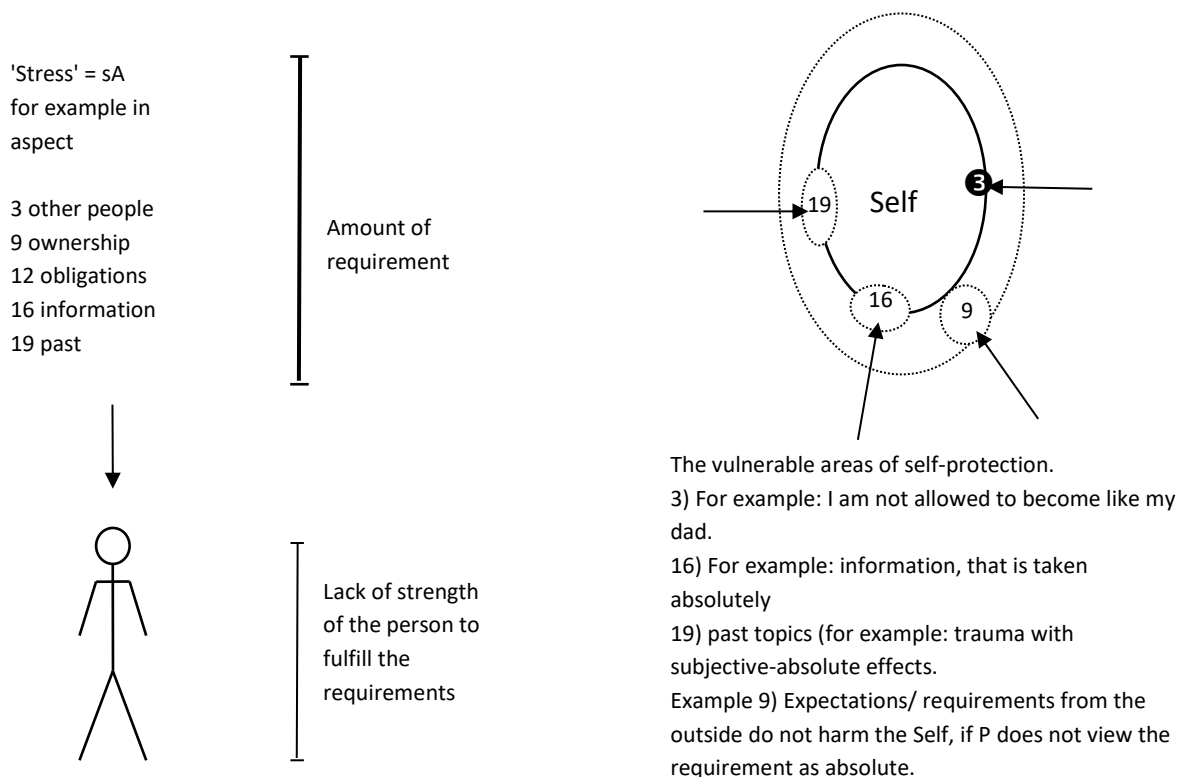 'Stress' = sA
for example in
aspect
3 other people
9 ownership
12 obligations
16 information
19 past
Amount of
requirement
Lack of strength
of the person to
fulfill the
requirements
3
19
Self
16
9
The vulnerable areas of self-protection.
3) For example: I am not allowed to become like my
dad.
16) For example: information, that is taken
absolutely
19) past topics (for example: trauma with
subjective-absolute effects.
Example 9) Expectations/ requirements from the
outside do not harm the Self, if P does not view the
requirement as absolute.